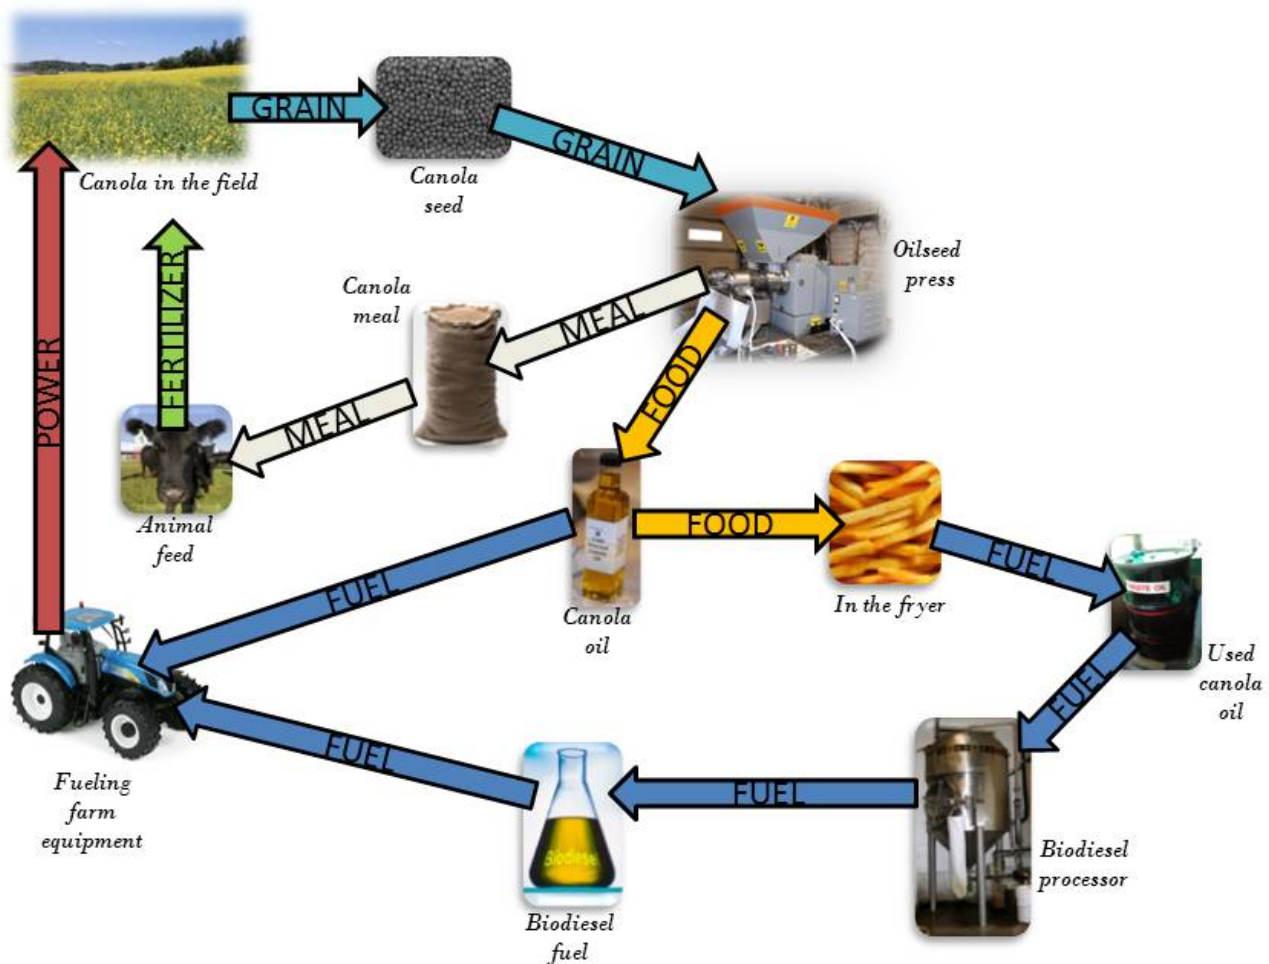 GRAIN
GRAIN
Canola in the field
Canola
seed
Oilseed
press
Canola
meal
MEAL
MEAL
FOOD
FERTILIZER
POWER
Animal
feed
FUEL
Canola
oil
FOOD
In the fryer
FUEL
WASTE OIL
Used
canola
oil
FUEL
Biodiesel
processor
FUEL
Biodiesel
Biodiesel
fuel
FUEL
Fueling
farm
equipment